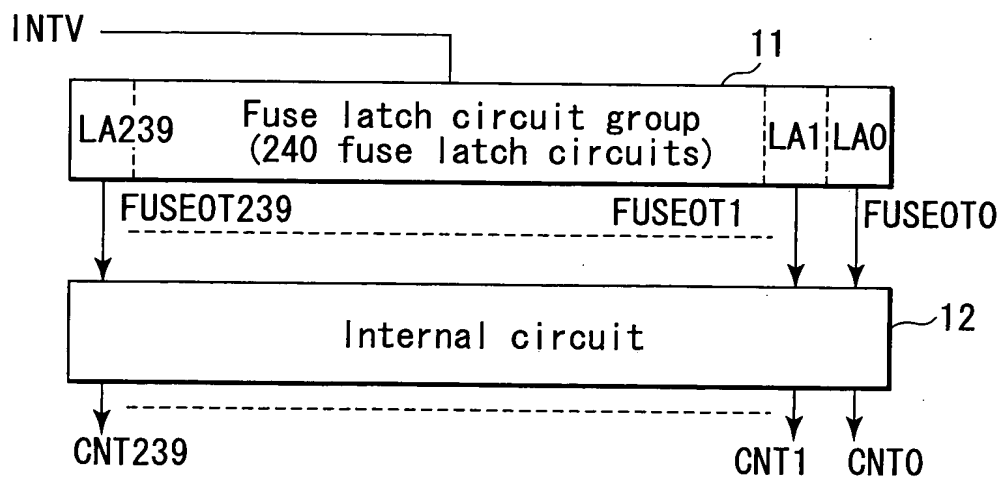 INTV
11
LA239
Fuse latch circuit group
(240 fuse latch circuits)
LA1
LA0
FUSEOT239
FUSEOT1
FUSEOT0
Internal circuit
12
CNT239
CNT1
CNT0